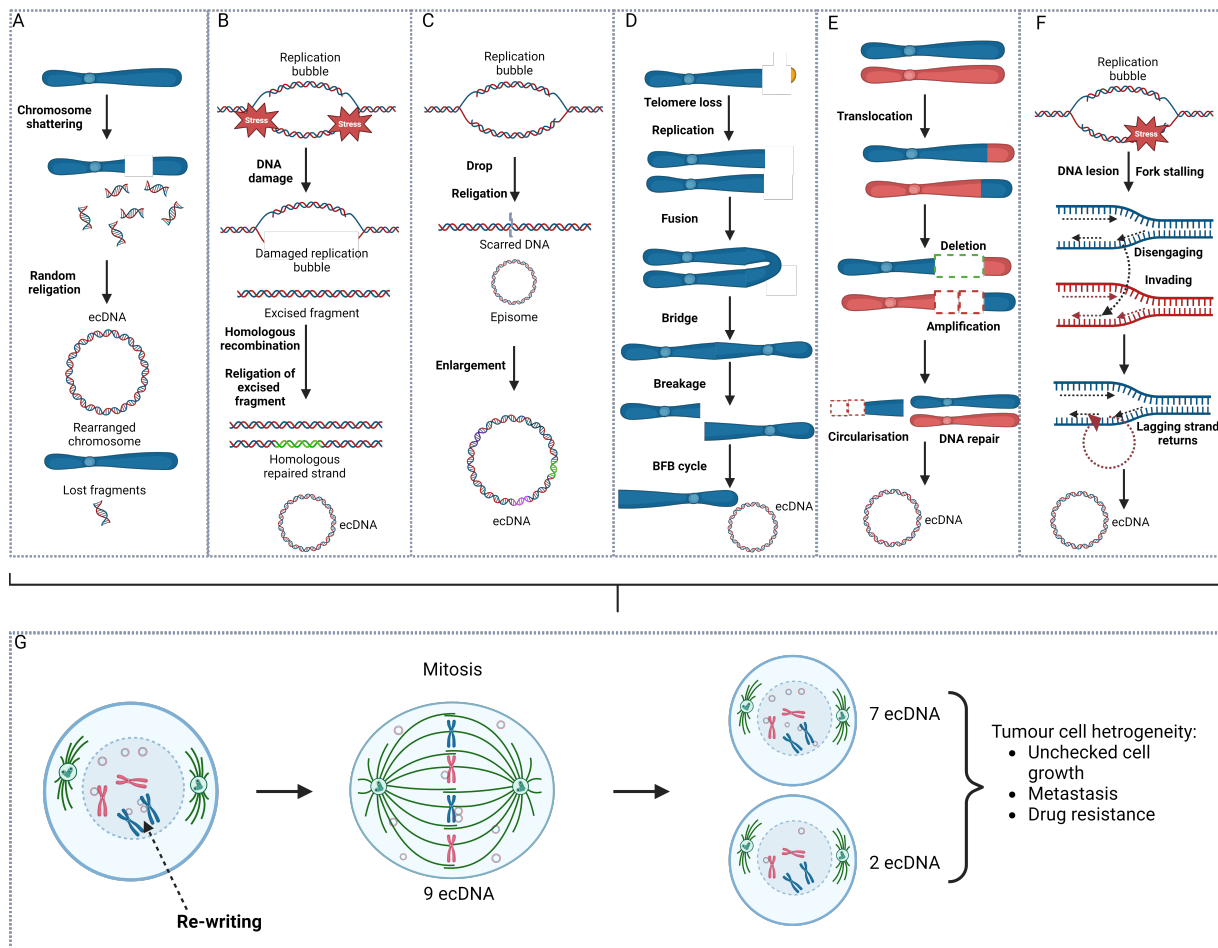 A
Chromosome
shattering
Random
religation
ecDNA
Rearranged
chromosome
Lost fragments
B
Replication
bubble
Stress
Stress
DNA
damage
Damaged replication
bubble
Excised fragment
Homologous
recombination
Religation of
excised
fragment
Homologous
repaired strand
ecDNA
C
Replication
bubble
Drop
Religation
Scarred DNA
Episome
Enlargement
ecDNA
D
Telomere loss
Replication
Fusion
Bridge
Breakage
BFB cycle
ecDNA
E
Translocation
Deletion
Amplification
Circularisation
DNA repair
ecDNA
F
Replication
bubble
Stress
DNA lesion
Fork stalling
Disengaging
Invading
Lagging strand
returns
ecDNA
G
Mitosis
Re-writing
9 ecDNA
7 ecDNA
2 ecDNA
Tumour cell hetrogeneity:
• Unchecked cell
growth
• Metastasis
• Drug resistance